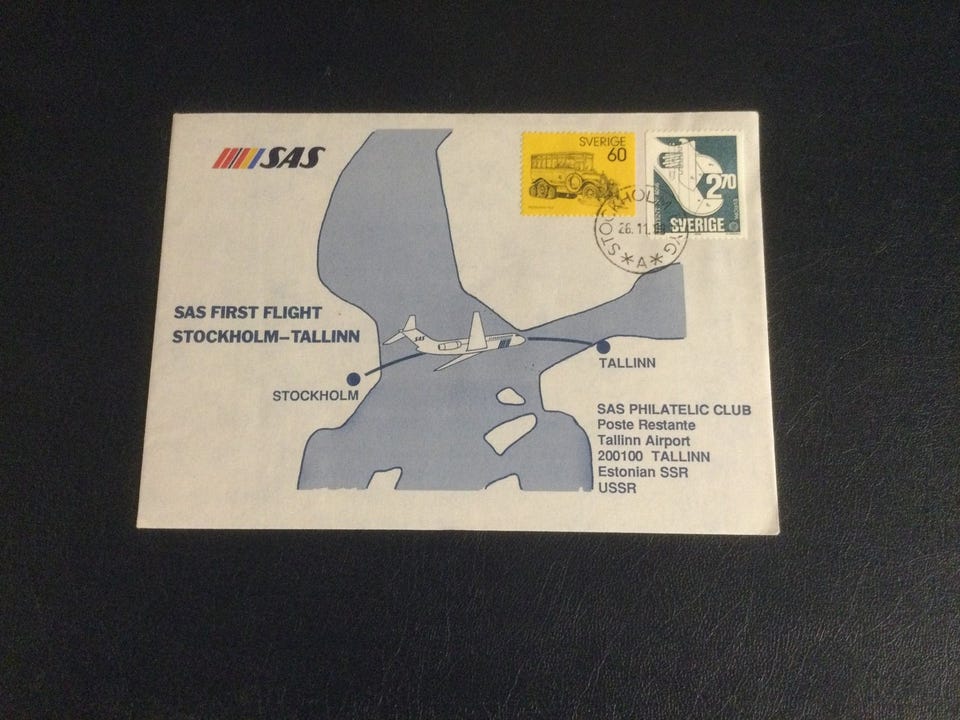 SAS
SVERIGE
60
2 70
SVERIGE
STOCKHOLM
26.11.
* A *
SAS FIRST FLIGHT
STOCKHOLM–TALLINN
SAS
STOCKHOLM
TALLINN
SAS PHILATELIC CLUB
Poste Restante
Tallinn Airport
200100 TALLINN
Estonian SSR
USSR